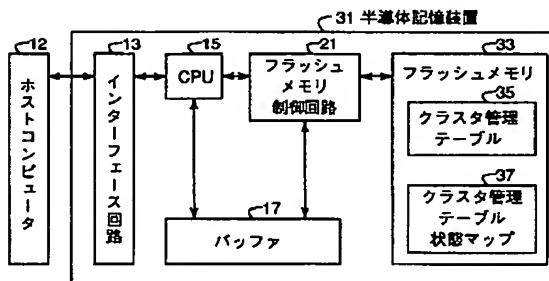 31 半導体記憶装置
12
ホストコンピュータ
13
インターフェース回路
15
CPU
21
フラッシュ
メモリ
制御回路
33
フラッシュメモリ
35
クラスタ管理
テーブル
37
クラスタ管理
テーブル
状態マップ
17
バッファ